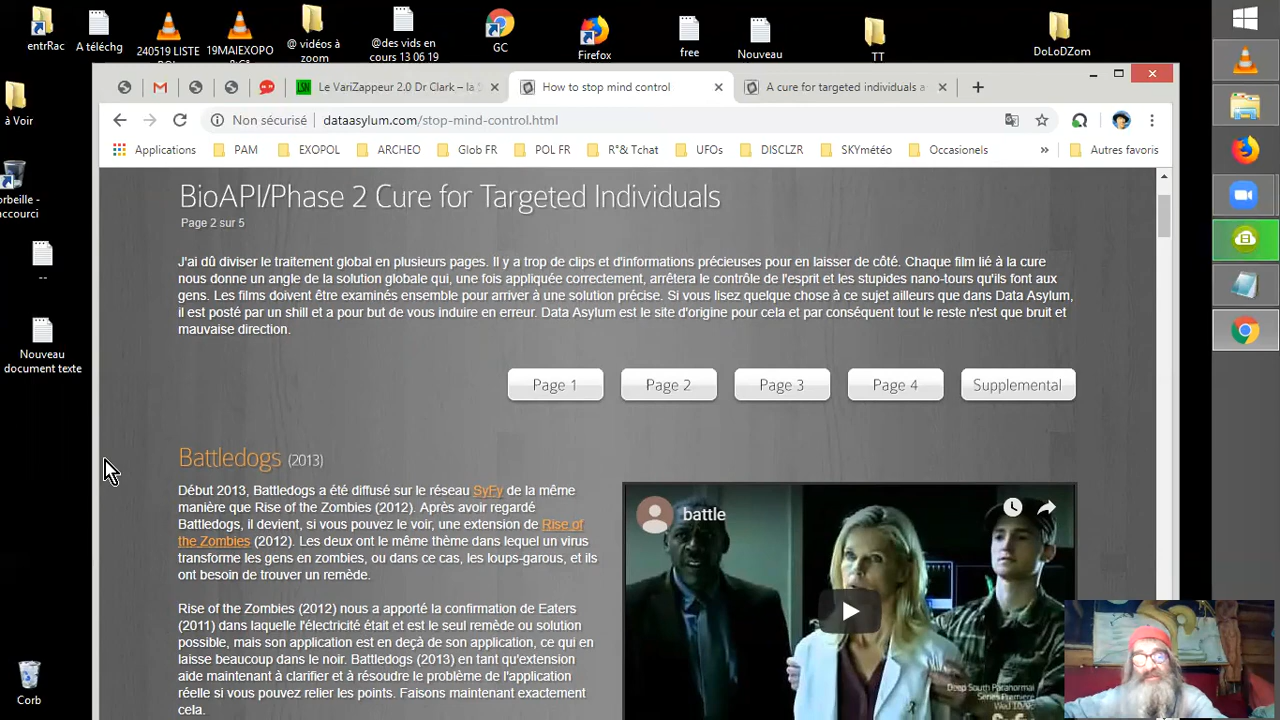 entrRac
A téléchg
240519 LISTE
19MAIEXPO
@ vidéos à
zoom
@des vids en
cours 13 06 19
GC
Firefox
free
Nouveau
TT
DoLoDZom
à Voir
Le VariZappeur 2.0 Dr Clark – la
How to stop mind control
A cure for targeted individuals
Non sécurisé
dataasylum.com/stop-mind-control.html
Applications
PAM
EXOPOL
ARCHEO
Glob FR
POL FR
R°& Tchat
UFOs
DISCLZR
SKYmétéo
Occasionels
»
Autres favoris
orbeille -
accourci
--
Nouveau
document texte
Corb
BioAPI/Phase 2 Cure for Targeted Individuals
Page 2 sur 5
J'ai dû diviser le traitement global en plusieurs pages. Il y a trop de clips et d'informations précieuses pour en laisser de côté. Chaque film lié à la cure
nous donne un angle de la solution globale qui, une fois appliquée correctement, arrêtera le contrôle de l'esprit et les stupides nano-tours qu'ils font aux
gens. Les films doivent être examinés ensemble pour arriver à une solution précise. Si vous lisez quelque chose à ce sujet ailleurs que dans Data Asylum,
il est posté par un shill et a pour but de vous induire en erreur. Data Asylum est le site d'origine pour cela et par conséquent tout le reste n'est que bruit et
mauvaise direction.
Page 1
Page 2
Page 3
Page 4
Supplemental
Battledogs (2013)
Début 2013, Battledogs a été diffusé sur le réseau SyFy de la même
manière que Rise of the Zombies (2012). Après avoir regardé
Battledogs, il devient, si vous pouvez le voir, une extension de Rise of
the Zombies (2012). Les deux ont le même thème dans lequel un virus
transforme les gens en zombies, ou dans ce cas, les loups-garous, et ils
ont besoin de trouver un remède.
Rise of the Zombies (2012) nous a apporté la confirmation de Eaters
(2011) dans laquelle l'électricité était et est le seul remède ou solution
possible, mais son application est en deçà de son application, ce qui en
laisse beaucoup dans le noir. Battledogs (2013) en tant qu'extension
aide maintenant à clarifier et à résoudre le problème de l'application
réelle si vous pouvez relier les points. Faisons maintenant exactement
cela.
battle
Deep South Paranormal
Series Premiere